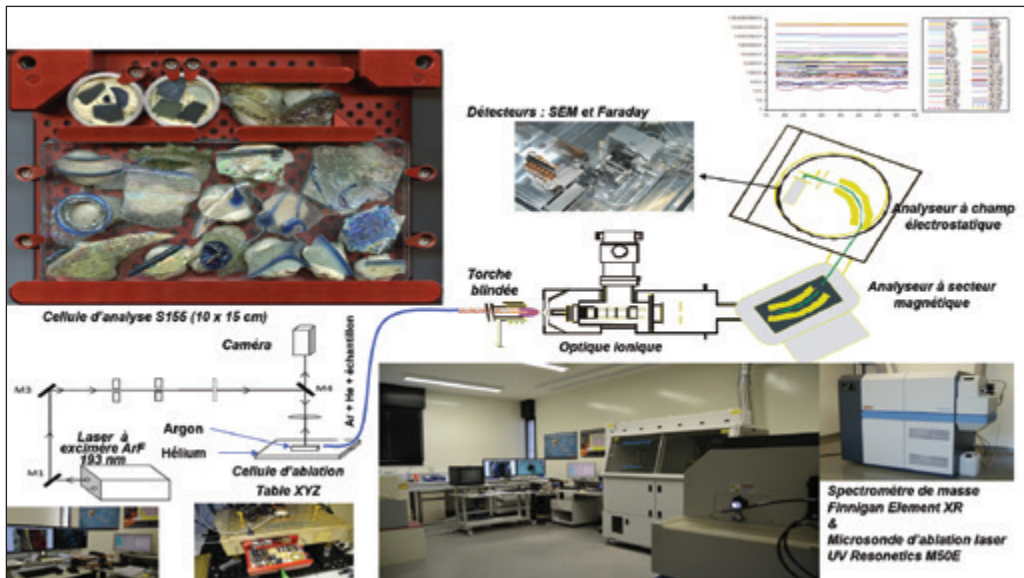 Détecteurs : SEM et Faraday
Analyseur à champ
électrostatique
Analyseur à secteur
magnétique
Torche
blindée
Optique ionique
Cellule d'analyse S155 (10 x 15 cm)
Caméra
M3
M4
Ar + He + échantillon
Argon
Hélium
Laser à
excimère ArF
193 nm
M1
Cellule d'ablation
Table XYZ
Spectromètre de masse
Finnigan Element XR
&
Microsonde d'ablation laser
UV Resonetics M50E